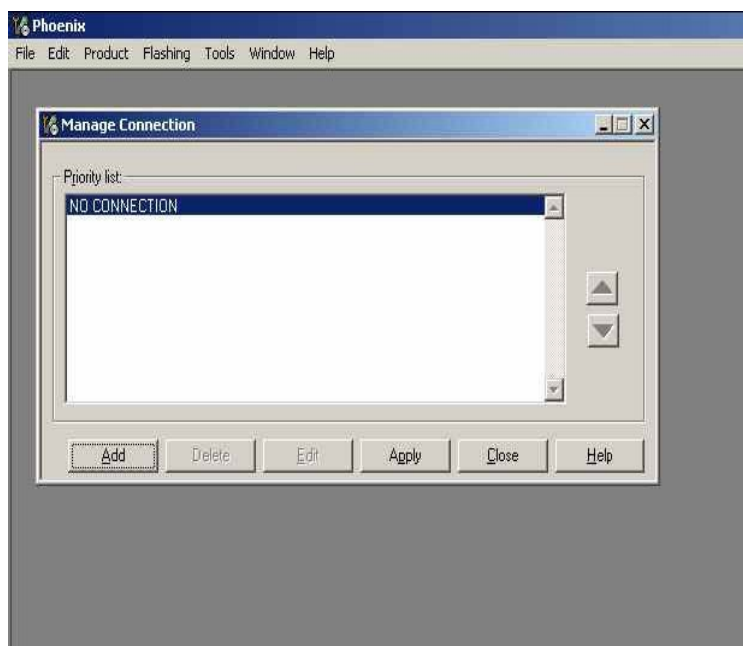 Phoenix
File Edit Product Flashing Tools Window Help
Manage Connection
Priority list:
NO CONNECTION
Add Delete Edit Apply Close Help